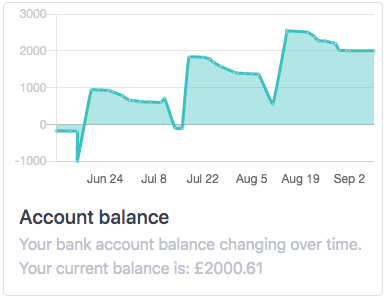 3000
2000
1000
0
-1000
Jun 24 Jul 8 Jul 22 Aug 5 Aug 19 Sep 2
Account balance
Your bank account balance changing over time.
Your current balance is: £2000.61